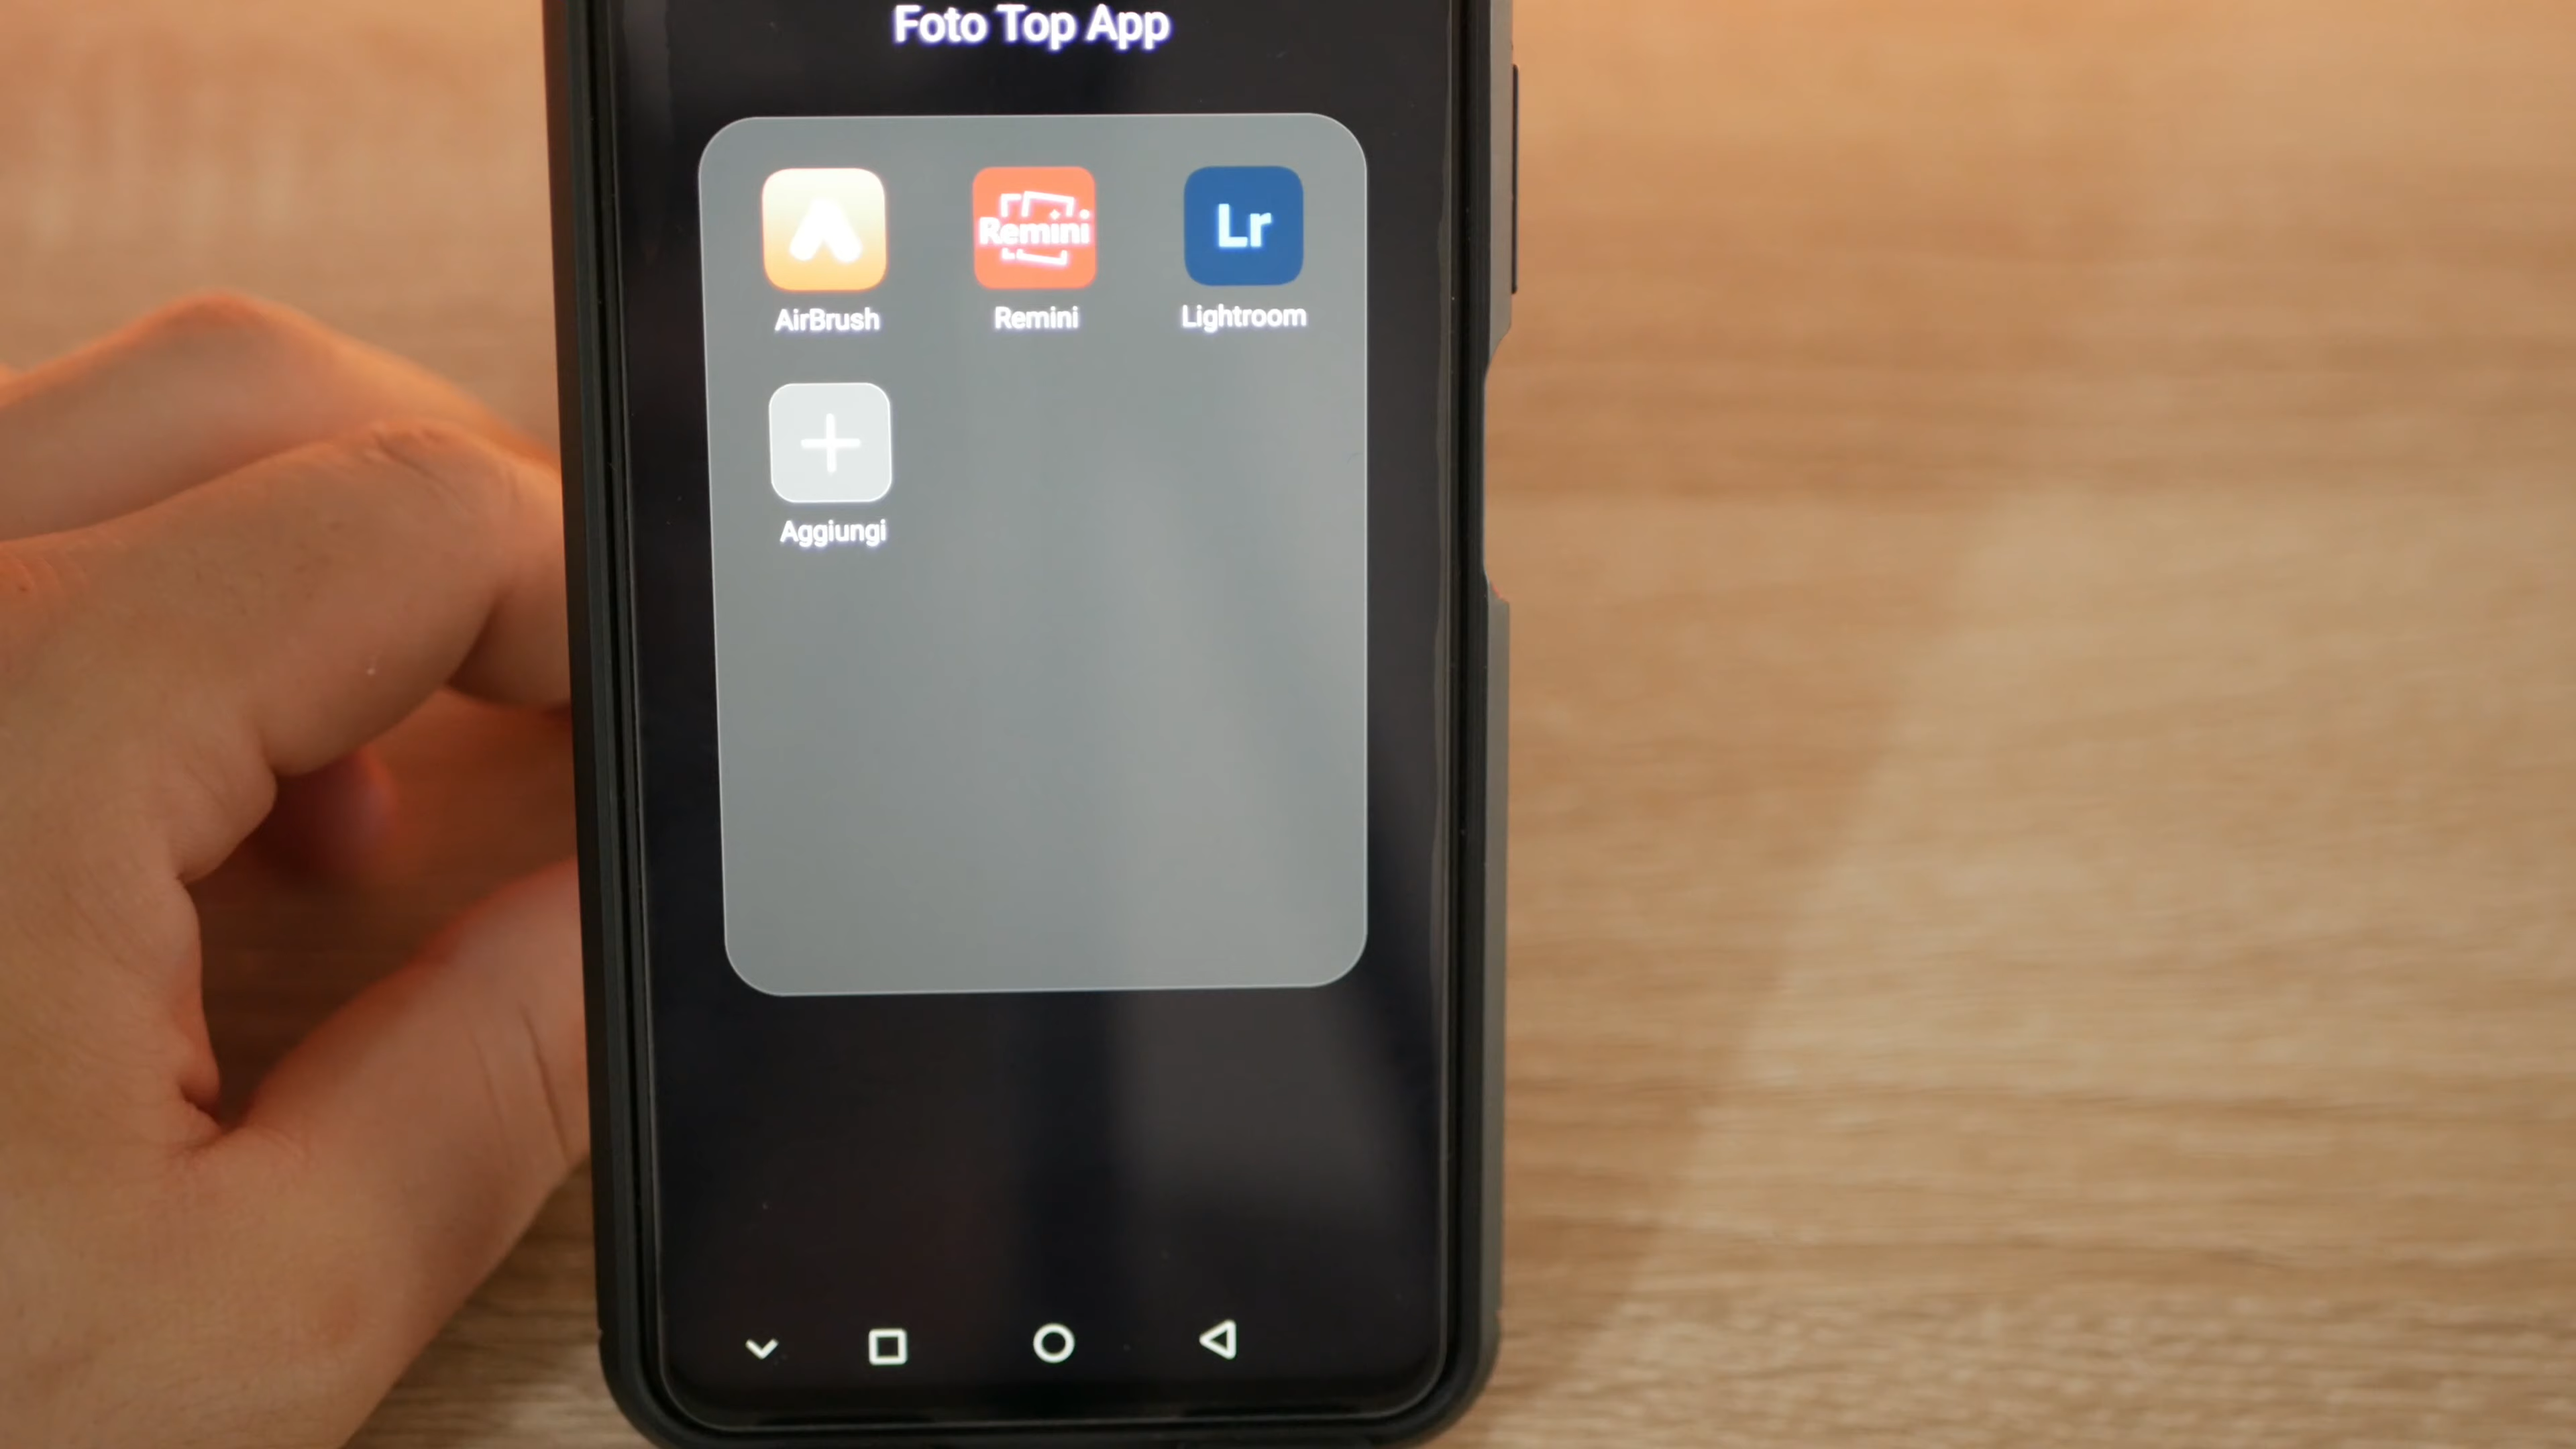 Foto Top App
Remini
Lr
AirBrush
Remini
Lightroom
Aggiungi